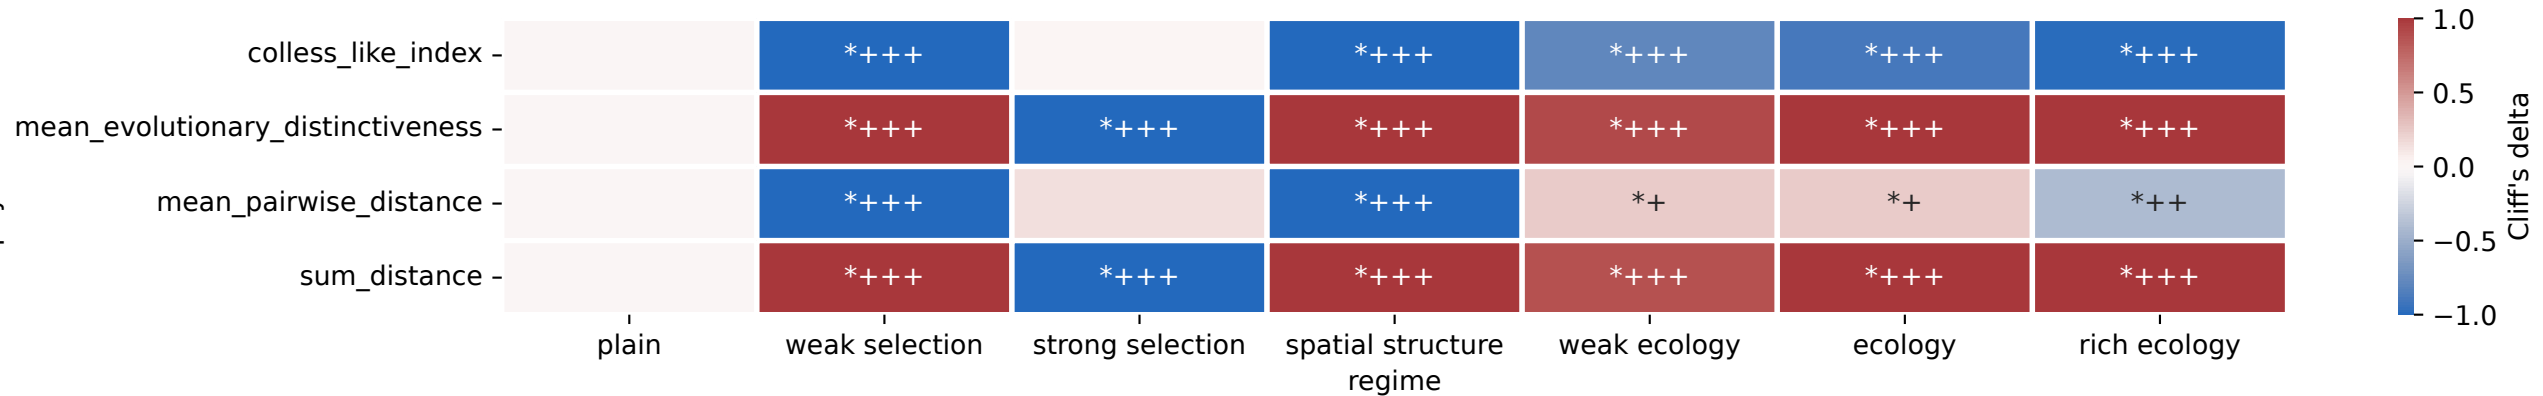 colless_like_index *+++ *+++ *+++ *+++ *+++ 1.0
mean_evolutionary_distinctiveness *+++ *+++ *+++ *+++ *+++ *+++ 0.5
mean_pairwise_distance *+++ *+++ *+ *+ *++ 0.0
sum_distance *+++ *+++ *+++ *+++ *+++ *+++ −0.5
−1.0
Cliff's delta
plain weak selection strong selection spatial structure weak ecology ecology rich ecology
regime